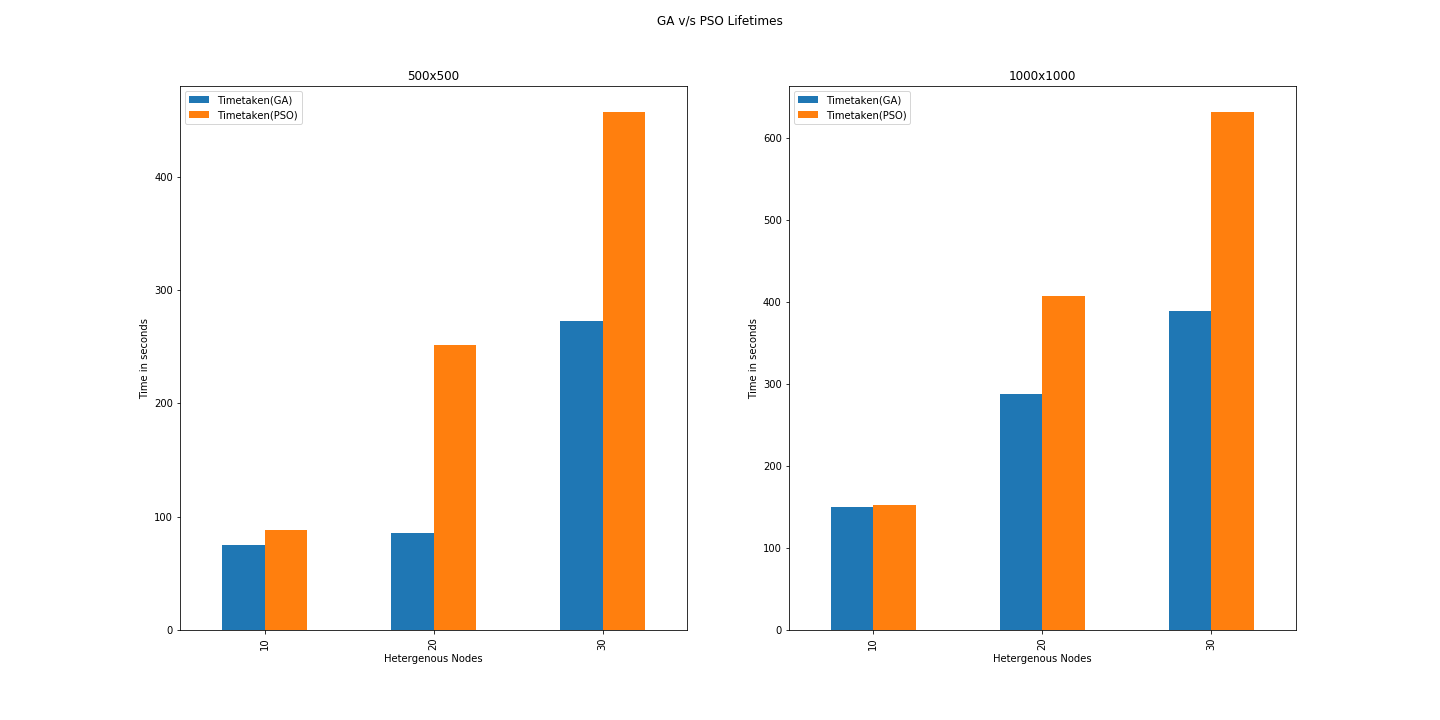 GA v/s PSO Lifetimes
500x500
Timetaken(GA)
Timetaken(PSO)
400
300
200
100
0
Time in seconds
10
20
30
Hetergenous Nodes
1000x1000
Timetaken(GA)
Timetaken(PSO)
600
500
400
300
200
100
0
Time in seconds
10
20
30
Hetergenous Nodes